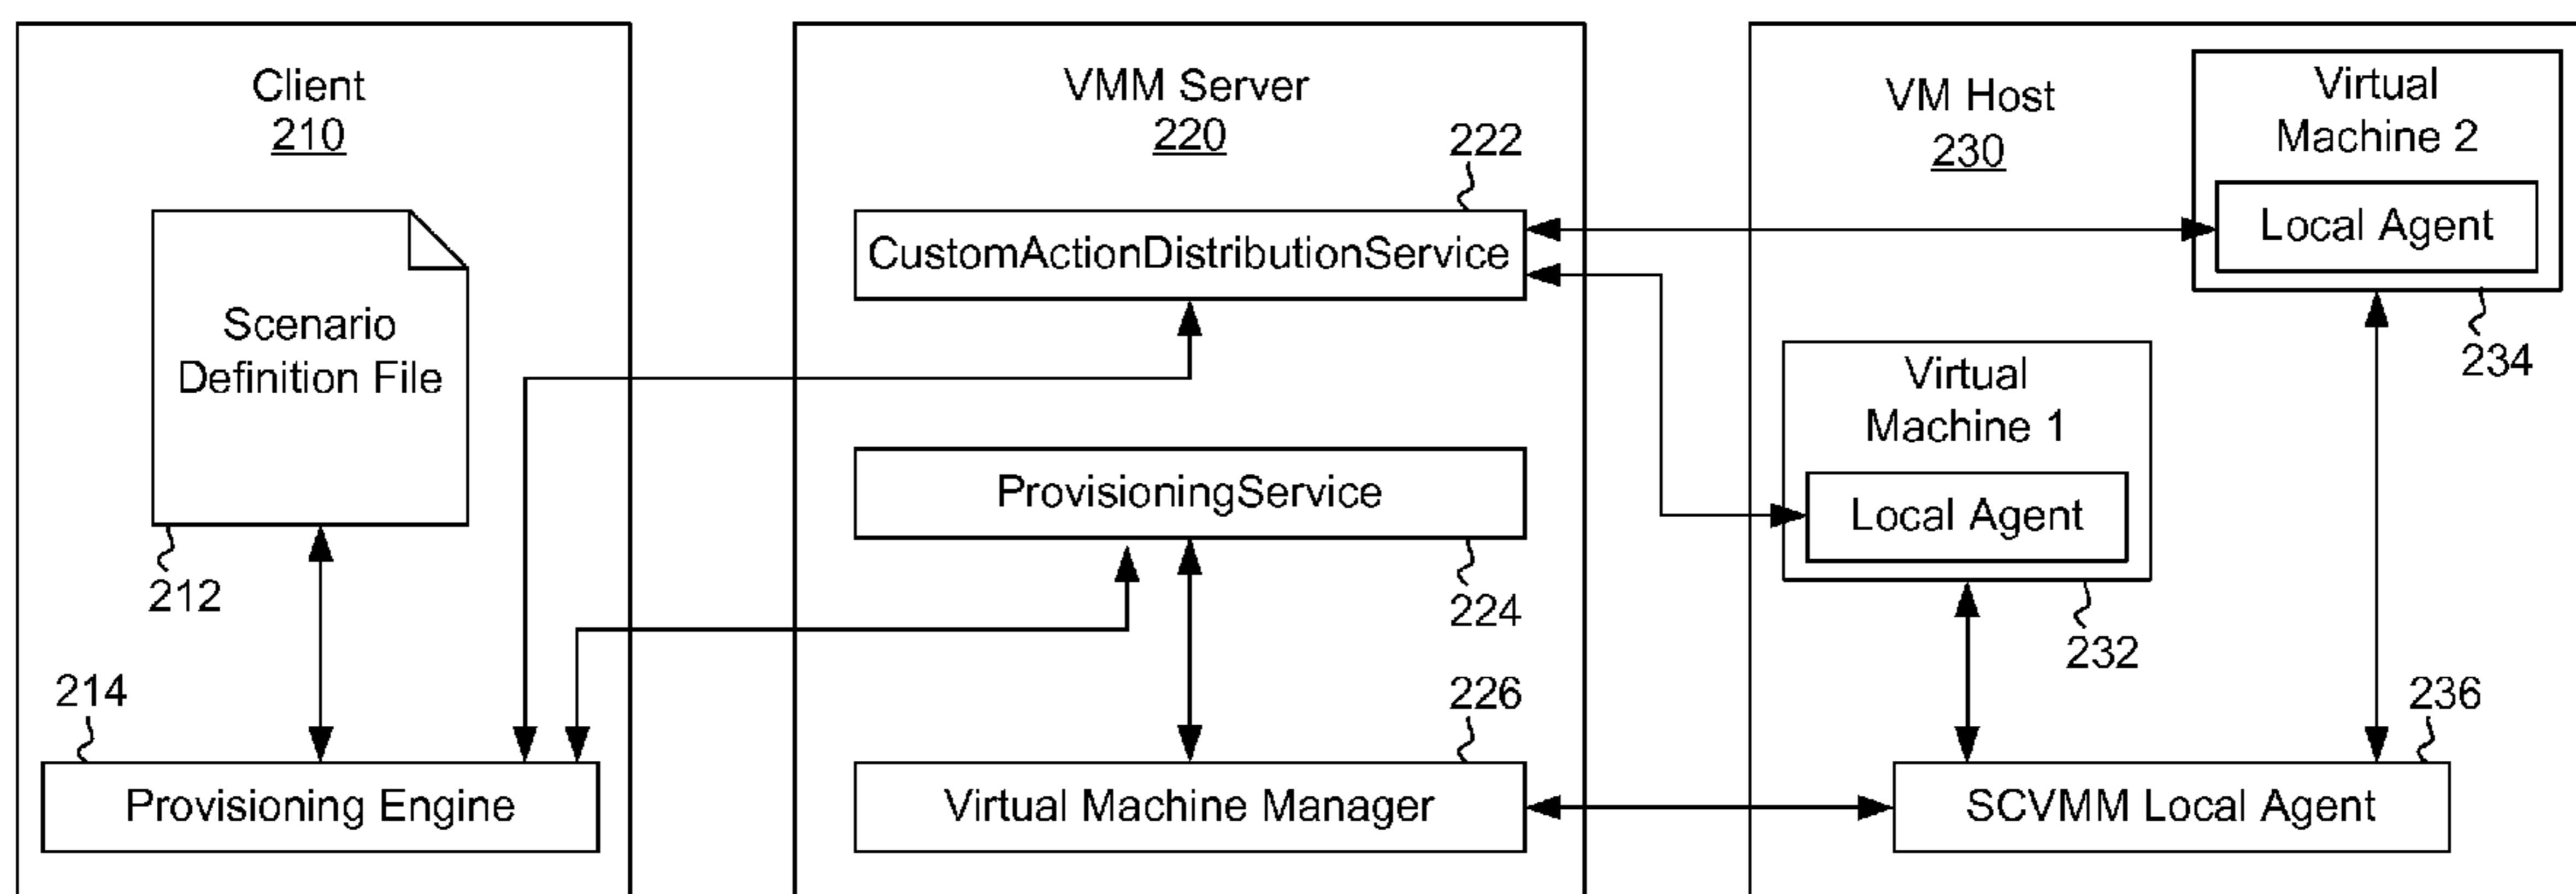 Client
210
Scenario
Definition File
212
214
Provisioning Engine
VMM Server
220
222
CustomActionDistributionService
ProvisioningService
224
226
Virtual Machine Manager
VM Host
230
Virtual
Machine 2
Local Agent
234
Virtual
Machine 1
Local Agent
232
236
SCVMM Local Agent